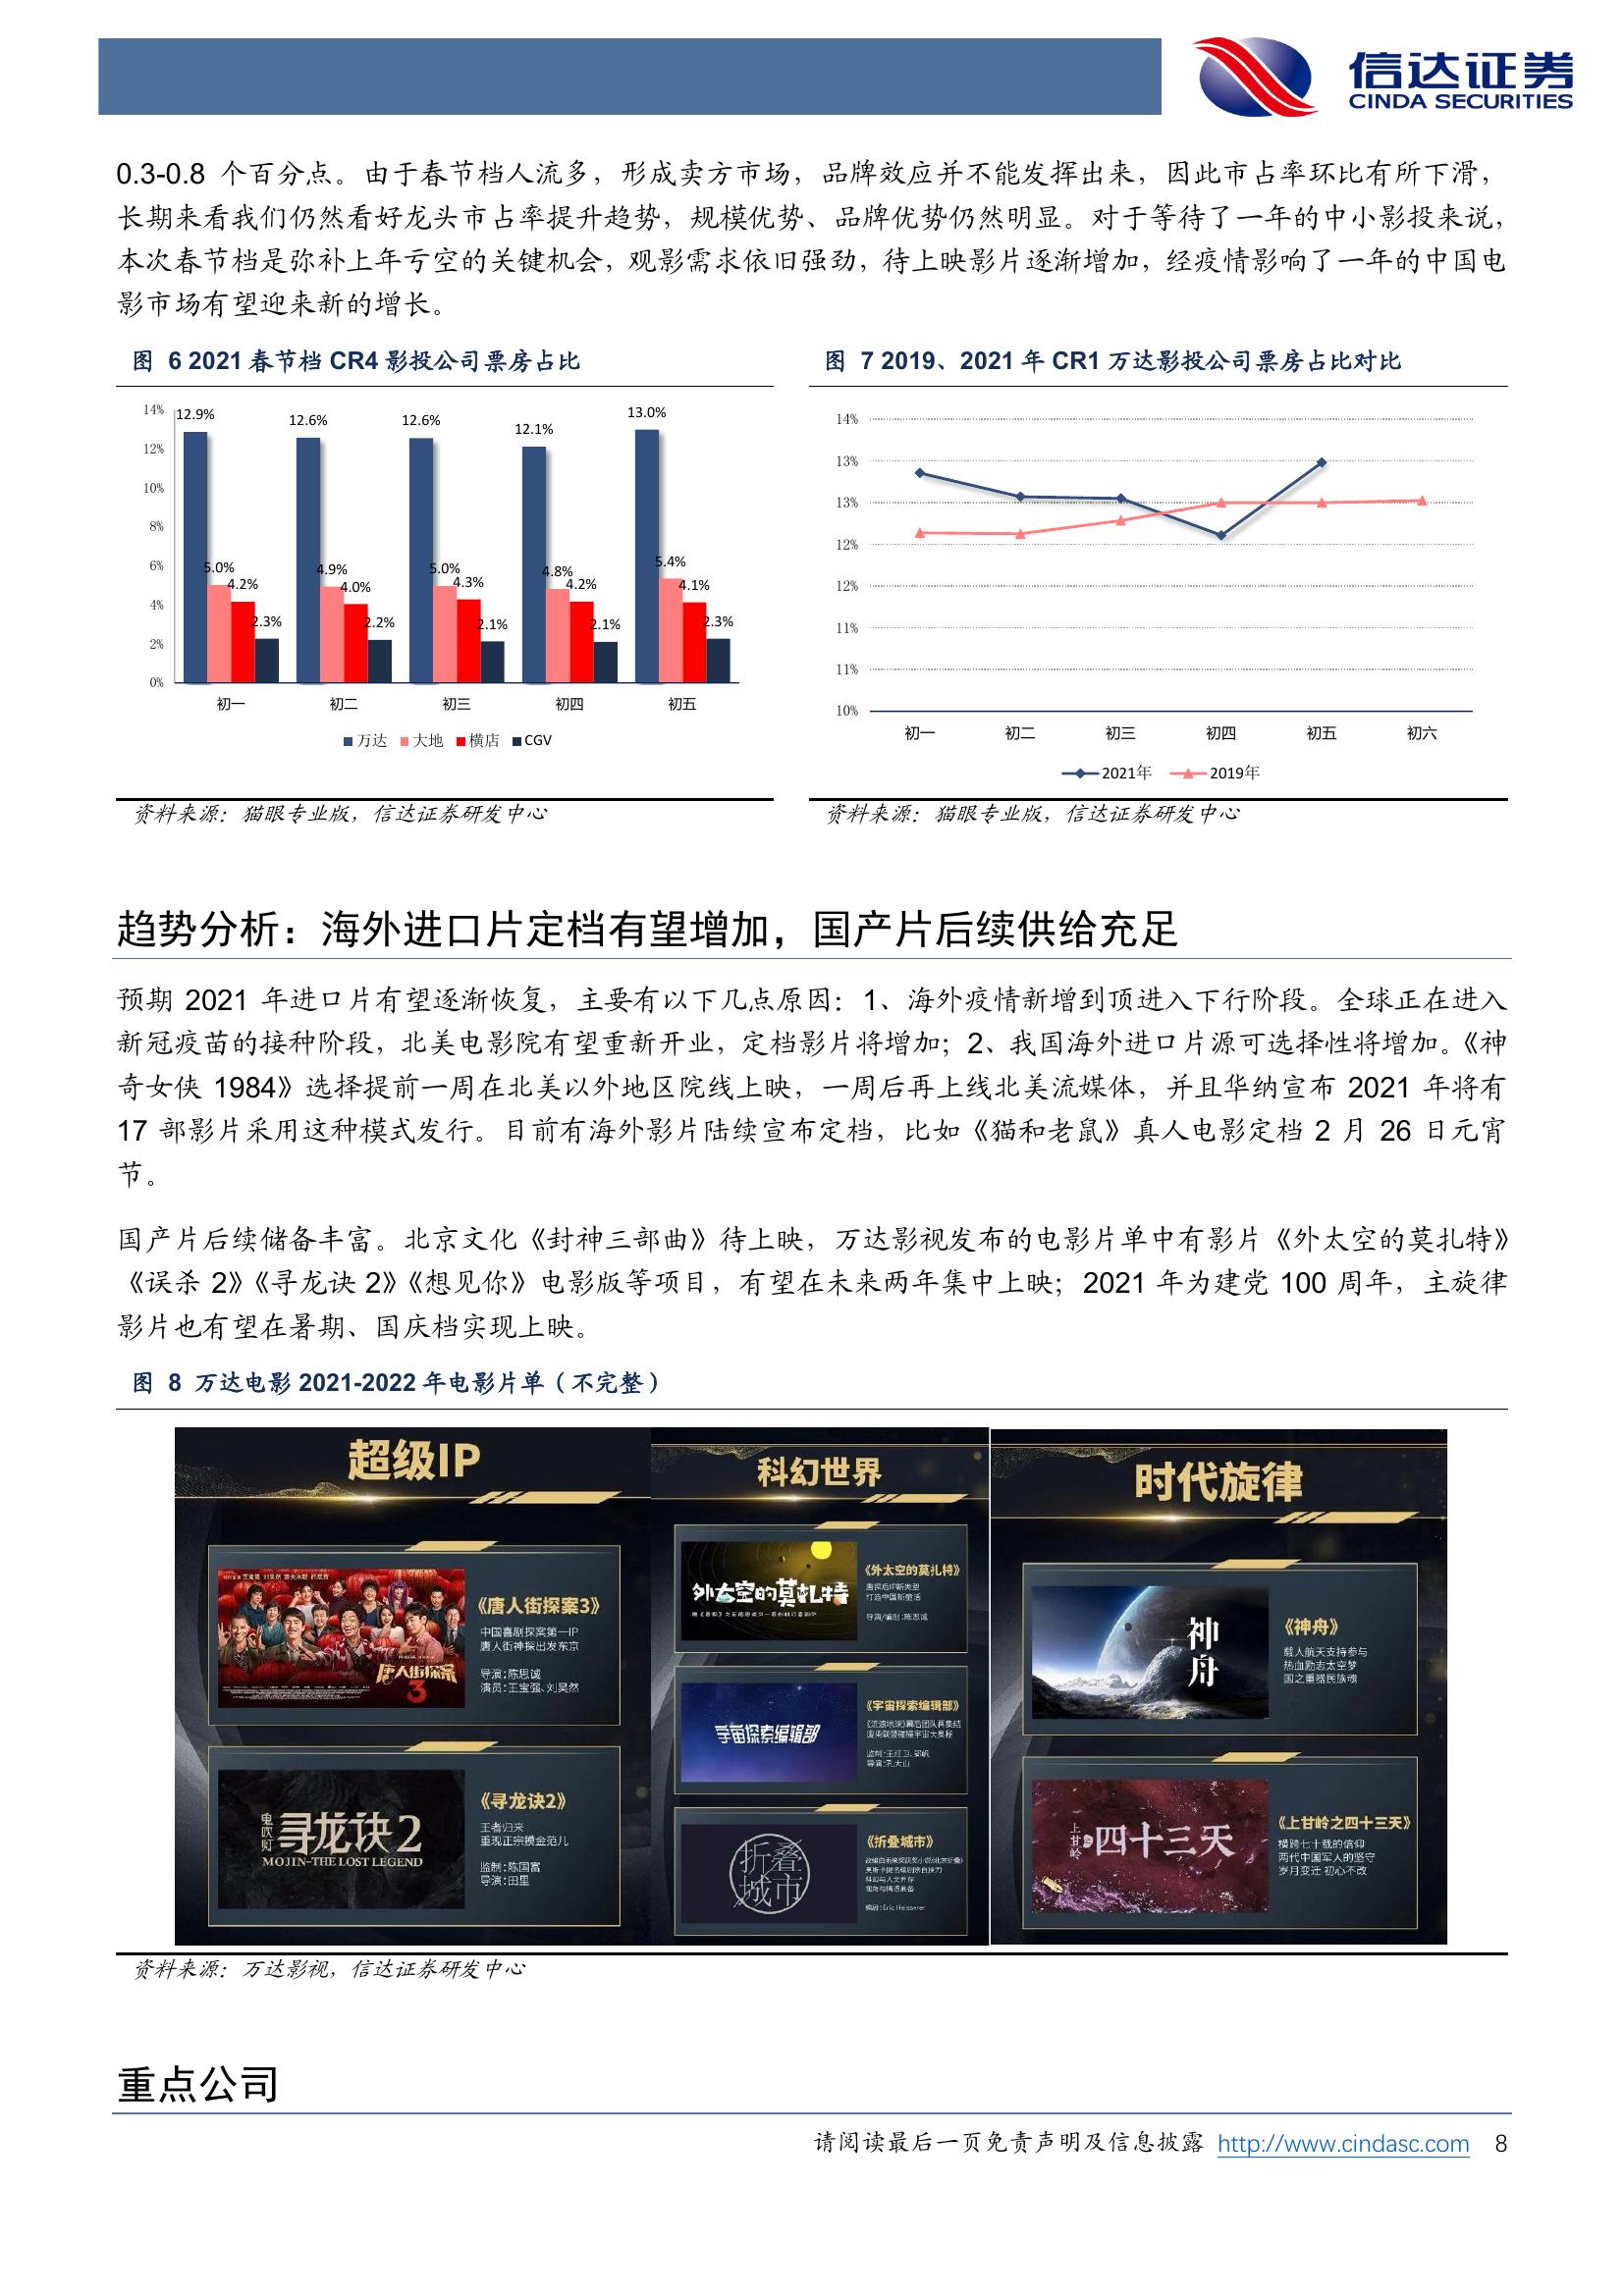 信达证券
CINDA SECURITIES
0.3-0.8 个百分点。由于春节档人流多，形成卖方市场，品牌效应并不能发挥出来，因此市占率环比有所下滑，
长期来看我们仍然看好龙头市占率提升趋势，规模优势、品牌优势仍然明显。对于等待了一年的中小影投来说，
本次春节档是弥补上年亏空的关键机会，观影需求依旧强劲，待上映影片逐渐增加，经疫情影响了一年的中国电
影市场有望迎来新的增长。
图 6 2021 春节档 CR4 影投公司票房占比
14%
12%
10%
8%
6%
4%
2%
0%
12.9% 12.6% 12.6% 12.1% 13.0%
5.0% 4.9% 5.0% 4.8% 5.4%
4.2% 4.0% 4.3% 4.2% 4.1%
2.3% 2.2% 2.1% 2.1% 2.3%
初一 初二 初三 初四 初五
万达 大地 横店 CGV
资料来源：猫眼专业版，信达证券研发中心
图 7 2019、2021 年 CR1 万达影投公司票房占比对比
14%
13%
13%
12%
12%
11%
11%
10%
初一 初二 初三 初四 初五 初六
2021年 2019年
资料来源：猫眼专业版，信达证券研发中心
趋势分析：海外进口片定档有望增加，国产片后续供给充足
预期 2021 年进口片有望逐渐恢复，主要有以下几点原因：1、海外疫情新增到顶进入下行阶段。全球正在进入
新冠疫苗的接种阶段，北美电影院有望重新开业，定档影片将增加；2、我国海外进口片源可选择性将增加。《神
奇女侠 1984》选择提前一周在北美以外地区院线上映，一周后再上线北美流媒体，并且华纳宣布 2021 年将有
17 部影片采用这种模式发行。目前有海外影片陆续宣布定档，比如《猫和老鼠》真人电影定档 2 月 26 日元宵
节。
国产片后续储备丰富。北京文化《封神三部曲》待上映，万达影视发布的电影片单中有影片《外太空的莫扎特》
《误杀 2》《寻龙诀 2》《想见你》电影版等项目，有望在未来两年集中上映；2021 年为建党 100 周年，主旋律
影片也有望在暑期、国庆档实现上映。
图 8 万达电影 2021-2022 年电影片单（不完整）
超级IP
唐人街探案
3
《唐人街探案3》
中国喜剧探案第一IP
唐人街神探出发东京
导演:陈思诚
演员:王宝强、刘昊然
鬼吹灯
寻龙诀2
MOJIN-THE LOST LEGEND
《寻龙诀2》
王者归来
重现正宗摸金范儿
监制:陈国富
导演:田里
科幻世界
外太空的莫扎特
《外太空的莫扎特》
打造中国新童话
导演/编剧:陈思诚
宇宙探索编辑部
《宇宙探索编辑部》
《流浪地球》幕后团队再集结
导演:孔大山
折叠城市
《折叠城市》
编剧:Eric Heisserer
时代旋律
神舟
《神舟》
载人航天支持参与
热血励志太空梦
国之重器民族魂
上甘岭之
四十三天
《上甘岭之四十三天》
横跨七十载的信仰
两代中国军人的坚守
岁月变迁 初心不改
资料来源：万达影视，信达证券研发中心
重点公司
请阅读最后一页免责声明及信息披露 http://www.cindasc.com 8